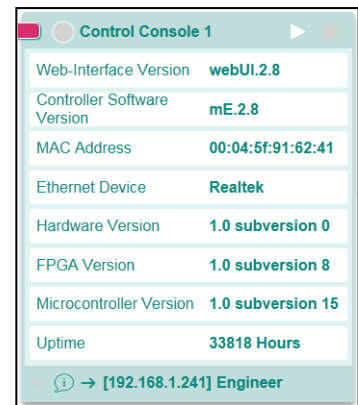 Control Console 1
Web-Interface Version webUI.2.8
Controller Software
Version mE.2.8
MAC Address 00:04:5f:91:62:41
Ethernet Device Realtek
Hardware Version 1.0 subversion 0
FPGA Version 1.0 subversion 8
Microcontroller Version 1.0 subversion 15
Uptime 33818 Hours
→ [192.168.1.241] Engineer